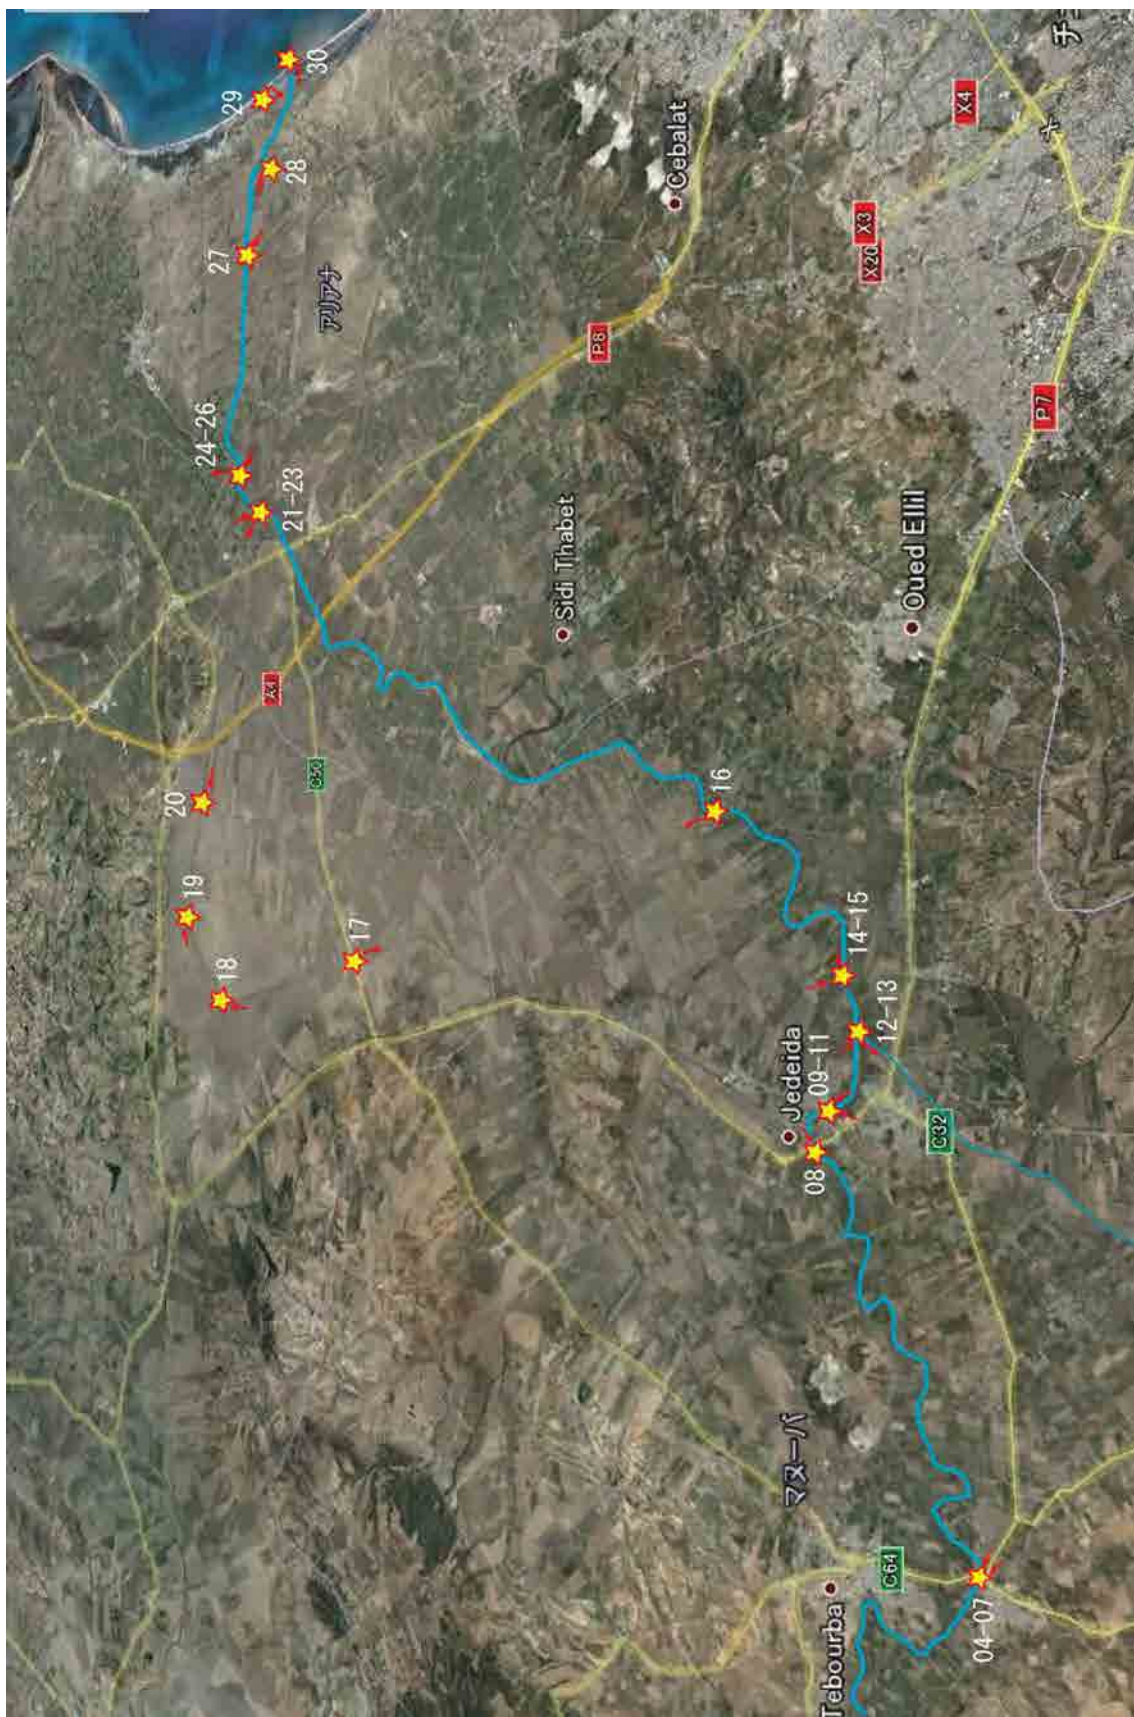 20
19
24-26
18
27
29
A4
21-23
28
30
C50
アリアナ
17
Sidi Thabet
P8
Cebalat
16
マヌーバ
Jedeida
08
09-11
Tebourba
14-15
X20
X3
C64
12-13
Oued Ellil
C32
X4
04-07
P7